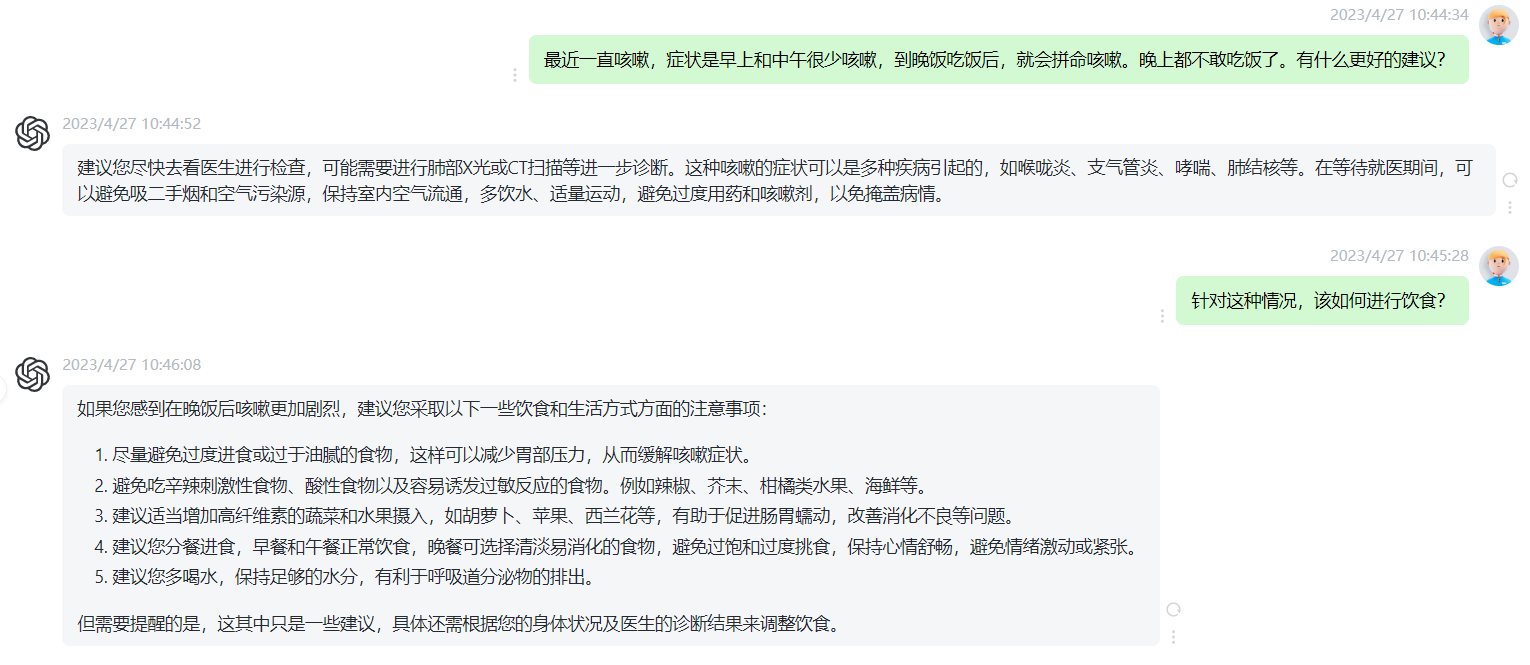 2023/4/27 10:44:34
最近一直咳嗽，症状是早上和中午很少咳嗽，到晚饭吃饭后，就会拼命咳嗽。晚上都不敢吃饭了。有什么更好的建议？
2023/4/27 10:44:52
建议您尽快去看医生进行检查，可能需要进行肺部X光或CT扫描等进一步诊断。这种咳嗽的症状可以是多种疾病引起的，如喉咙炎、支气管炎、哮喘、肺结核等。在等待就医期间，可
以避免吸二手烟和空气污染源，保持室内空气流通，多饮水、适量运动，避免过度用药和咳嗽剂，以免掩盖病情。
2023/4/27 10:45:28
针对这种情况，该如何进行饮食？
2023/4/27 10:46:08
如果您感到在晚饭后咳嗽更加剧烈，建议您采取以下一些饮食和生活方式方面的注意事项：
1. 尽量避免过度进食或过于油腻的食物，这样可以减少胃部压力，从而缓解咳嗽症状。
2. 避免吃辛辣刺激性食物、酸性食物以及容易诱发过敏反应的食物。例如辣椒、芥末、柑橘类水果、海鲜等。
3. 建议适当增加高纤维素的蔬菜和水果摄入，如胡萝卜、苹果、西兰花等，有助于促进肠胃蠕动，改善消化不良等问题。
4. 建议您分餐进食，早餐和午餐正常饮食，晚餐可选择清淡易消化的食物，避免过饱和过度挑食，保持心情舒畅，避免情绪激动或紧张。
5. 建议您多喝水，保持足够的水分，有利于呼吸道分泌物的排出。
但需要提醒的是，这其中只是一些建议，具体还需根据您的身体状况及医生的诊断结果来调整饮食。